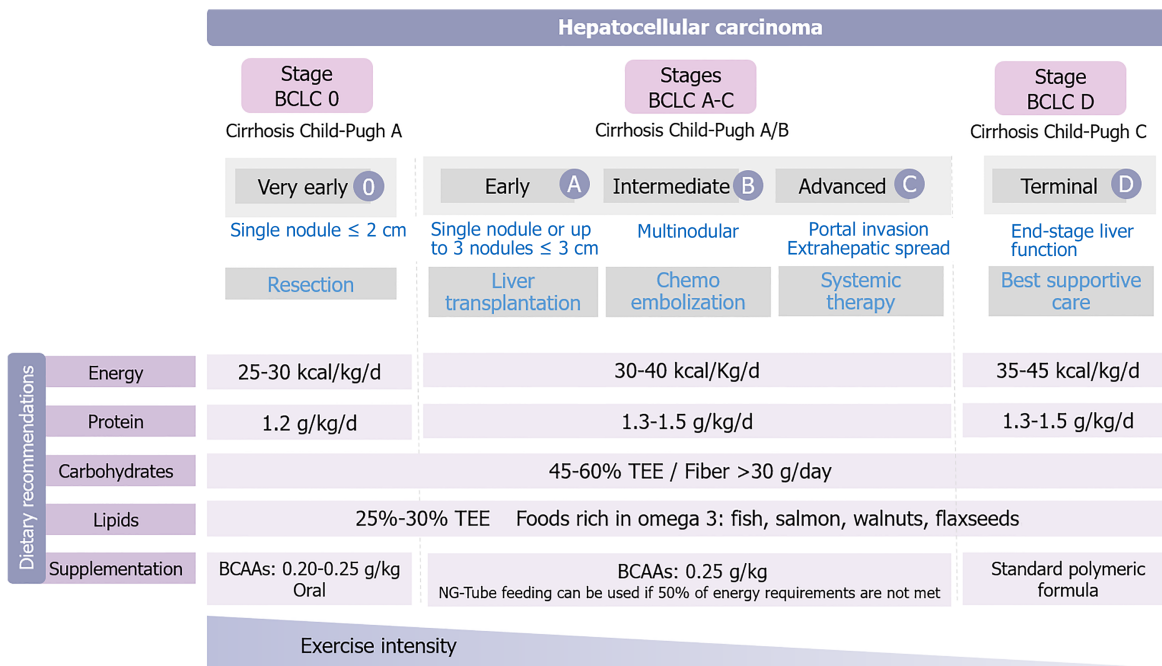 Hepatocellular carcinoma
Stage
BCLC 0
Cirrhosis Child-Pugh A
Stages
BCLC A-C
Cirrhosis Child-Pugh A/B
Stage
BCLC D
Cirrhosis Child-Pugh C
Very early 0
Early A
Intermediate B
Advanced C
Terminal D
Single nodule ≤ 2 cm
Single nodule or up
to 3 nodules ≤ 3 cm
Multinodular
Portal invasion
Extrahepatic spread
End-stage liver
function
Resection
Liver
transplantation
Chemo
embolization
Systemic
therapy
Best supportive
care
Dietary recommendations
Energy
25-30 kcal/kg/d
30-40 kcal/Kg/d
35-45 kcal/kg/d
Protein
1.2 g/kg/d
1.3-1.5 g/kg/d
1.3-1.5 g/kg/d
Carbohydrates
45-60% TEE / Fiber >30 g/day
Lipids
25%-30% TEE Foods rich in omega 3: fish, salmon, walnuts, flaxseeds
Supplementation
BCAAs: 0.20-0.25 g/kg
Oral
BCAAs: 0.25 g/kg
NG-Tube feeding can be used if 50% of energy requirements are not met
Standard polymeric
formula
Exercise intensity